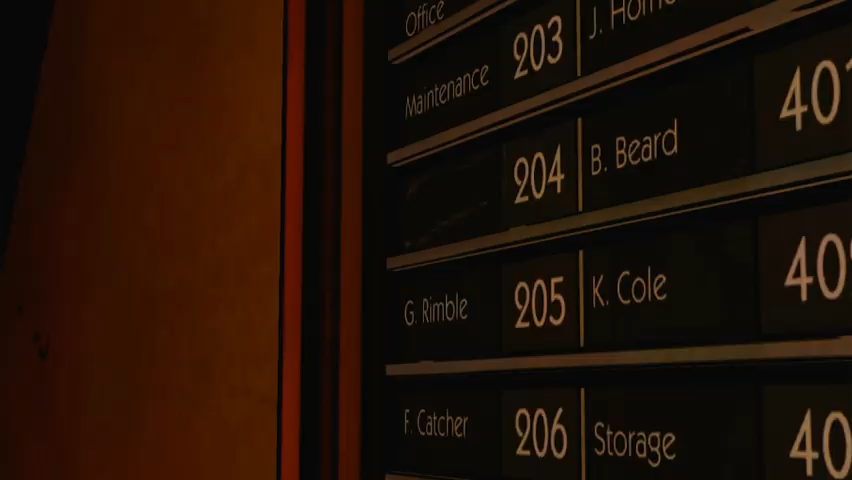 Office
Maintenance 203 J.
204 B. Beard
G. Rimble 205 K. Cole
F. Catcher 206 Storage